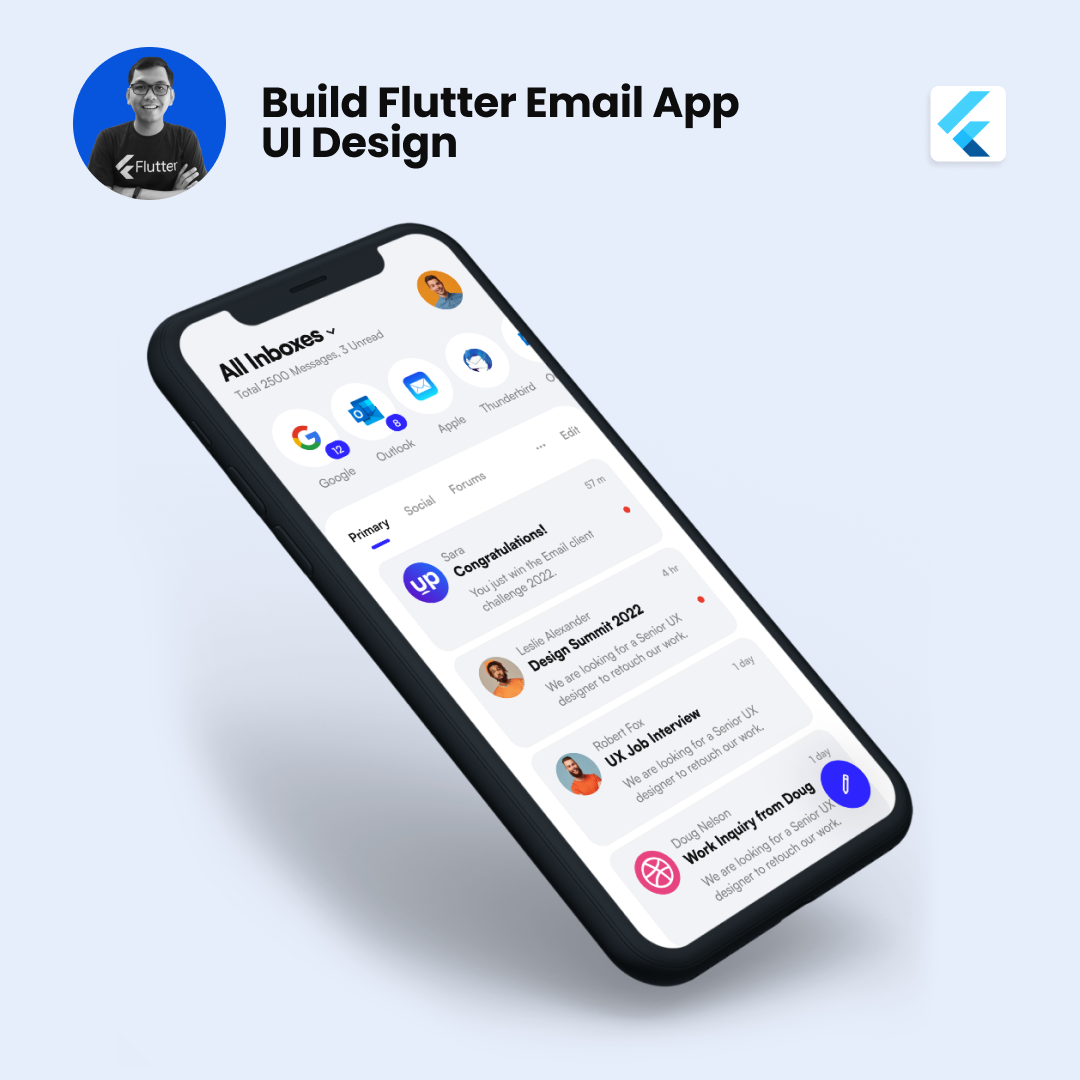 Build Flutter Email App
UI Design
Flutter
All Inboxes
Total 2500 Messages, 3 Unread
12
8
Google
Outlook
Apple
Thunderbird
O
Primary
Social
Forums
...
Edit
Sara
57 m
Congratulations!
You just win the Email client
challenge 2022.
up
Leslie Alexander
4 hr
Design Summit 2022
We are looking for a Senior UX
designer to retouch our work.
Robert Fox
1 day
UX Job Interview
We are looking for a Senior UX
designer to retouch our work.
Doug Nelson
1 day
Work Inquiry from Doug
We are looking for a Senior UX
designer to retouch our work.